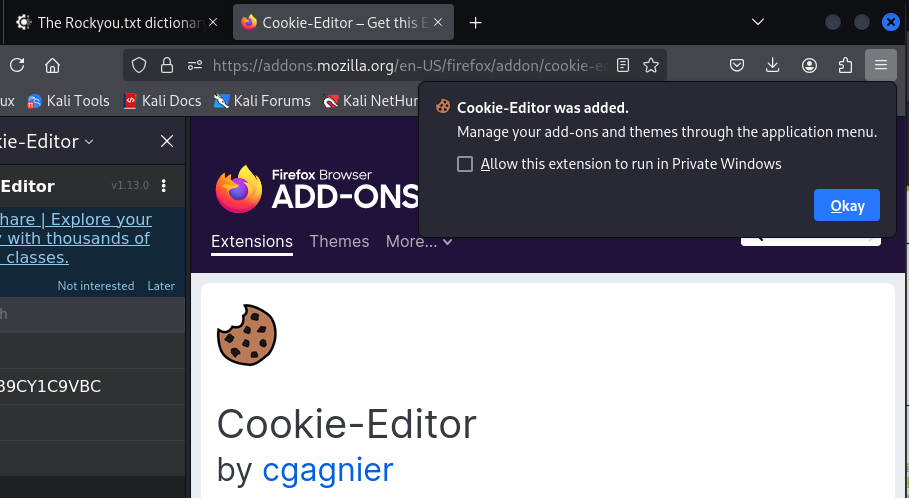 The Rockyou.txt dictionary
Cookie-Editor – Get this E
https://addons.mozilla.org/en-US/firefox/addon/cookie-e
ux
Kali Tools
Kali Docs
Kali Forums
Kali NetHun
Cookie-Editor was added.
Manage your add-ons and themes through the application menu.
Allow this extension to run in Private Windows
Okay
kie-Editor
Editor
v1.13.0
hare | Explore your
y with thousands of
classes.
Not interested
Later
h
39CY1C9VBC
Firefox Browser
ADD-ONS
Extensions
Themes
More...
Cookie-Editor
by cgagnier